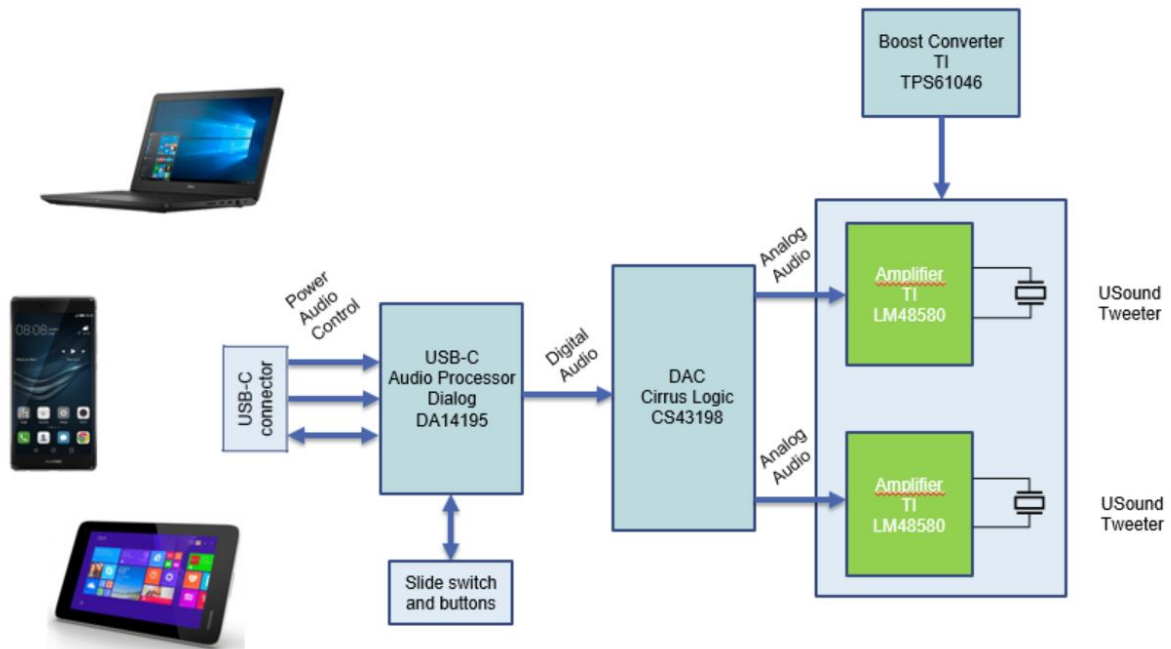 Boost Converter
TI
TPS61046
Power
Audio
Control
USB-C
connector
USB-C
Audio Processor
Dialog
DA14195
Slide switch
and buttons
Digital
Audio
DAC
Cirrus Logic
CS43198
Analog
Audio
Analog
Audio
Amplifier
TI
LM48580
USound
Tweeter
Amplifier
TI
LM48580
USound
Tweeter
08:08